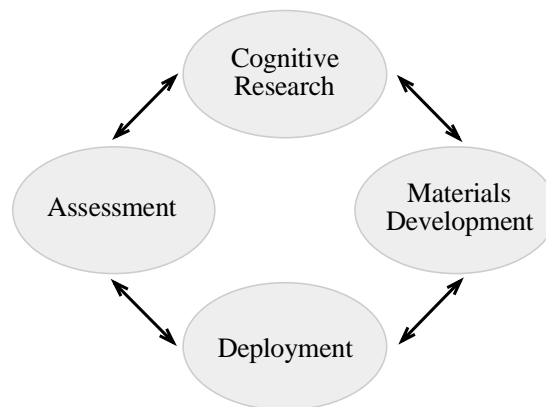 Cognitive
Research
Assessment
Materials
Development
Deployment